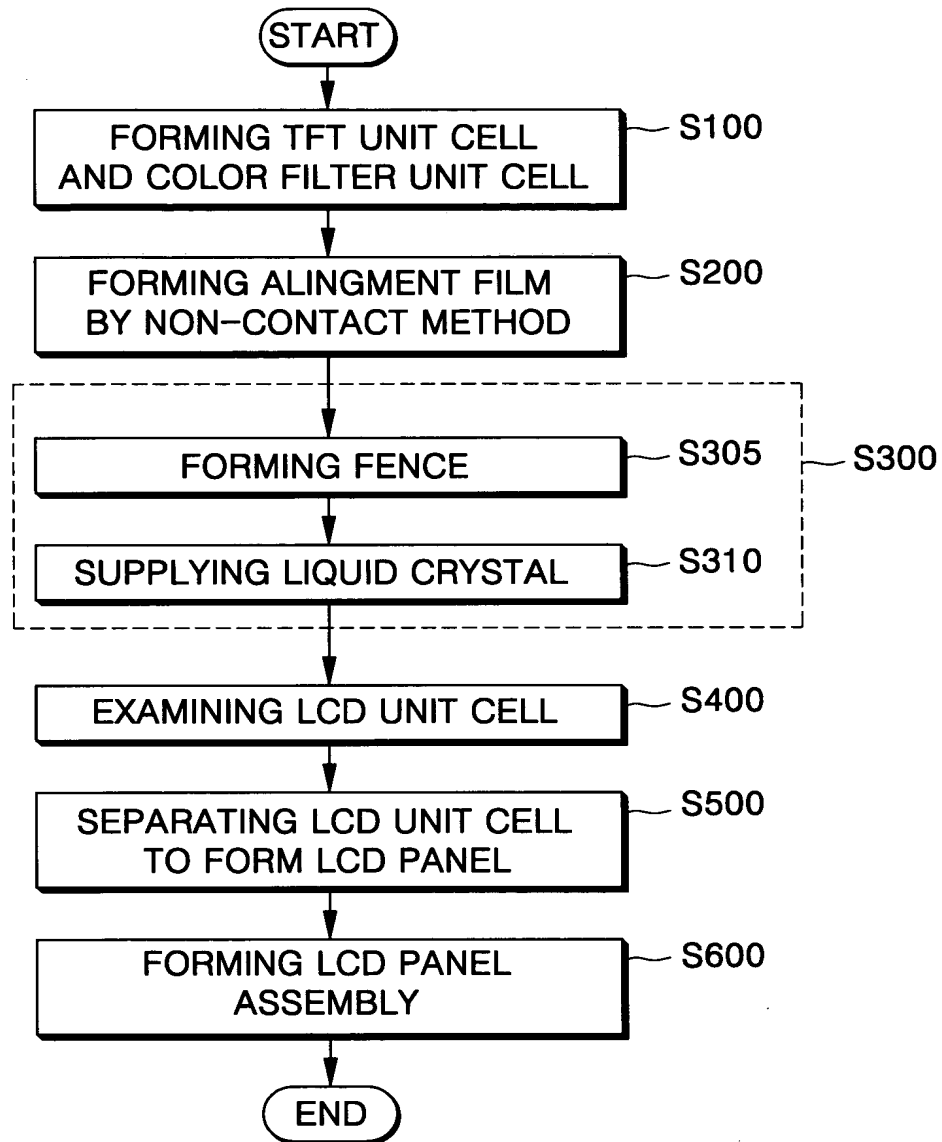 START
FORMING TFT UNIT CELL
AND COLOR FILTER UNIT CELL
S100
FORMING ALINGMENT FILM
BY NON-CONTACT METHOD
S200
FORMING FENCE
S305
S300
SUPPLYING LIQUID CRYSTAL
S310
EXAMINING LCD UNIT CELL
S400
SEPARATING LCD UNIT CELL
TO FORM LCD PANEL
S500
FORMING LCD PANEL
ASSEMBLY
S600
END